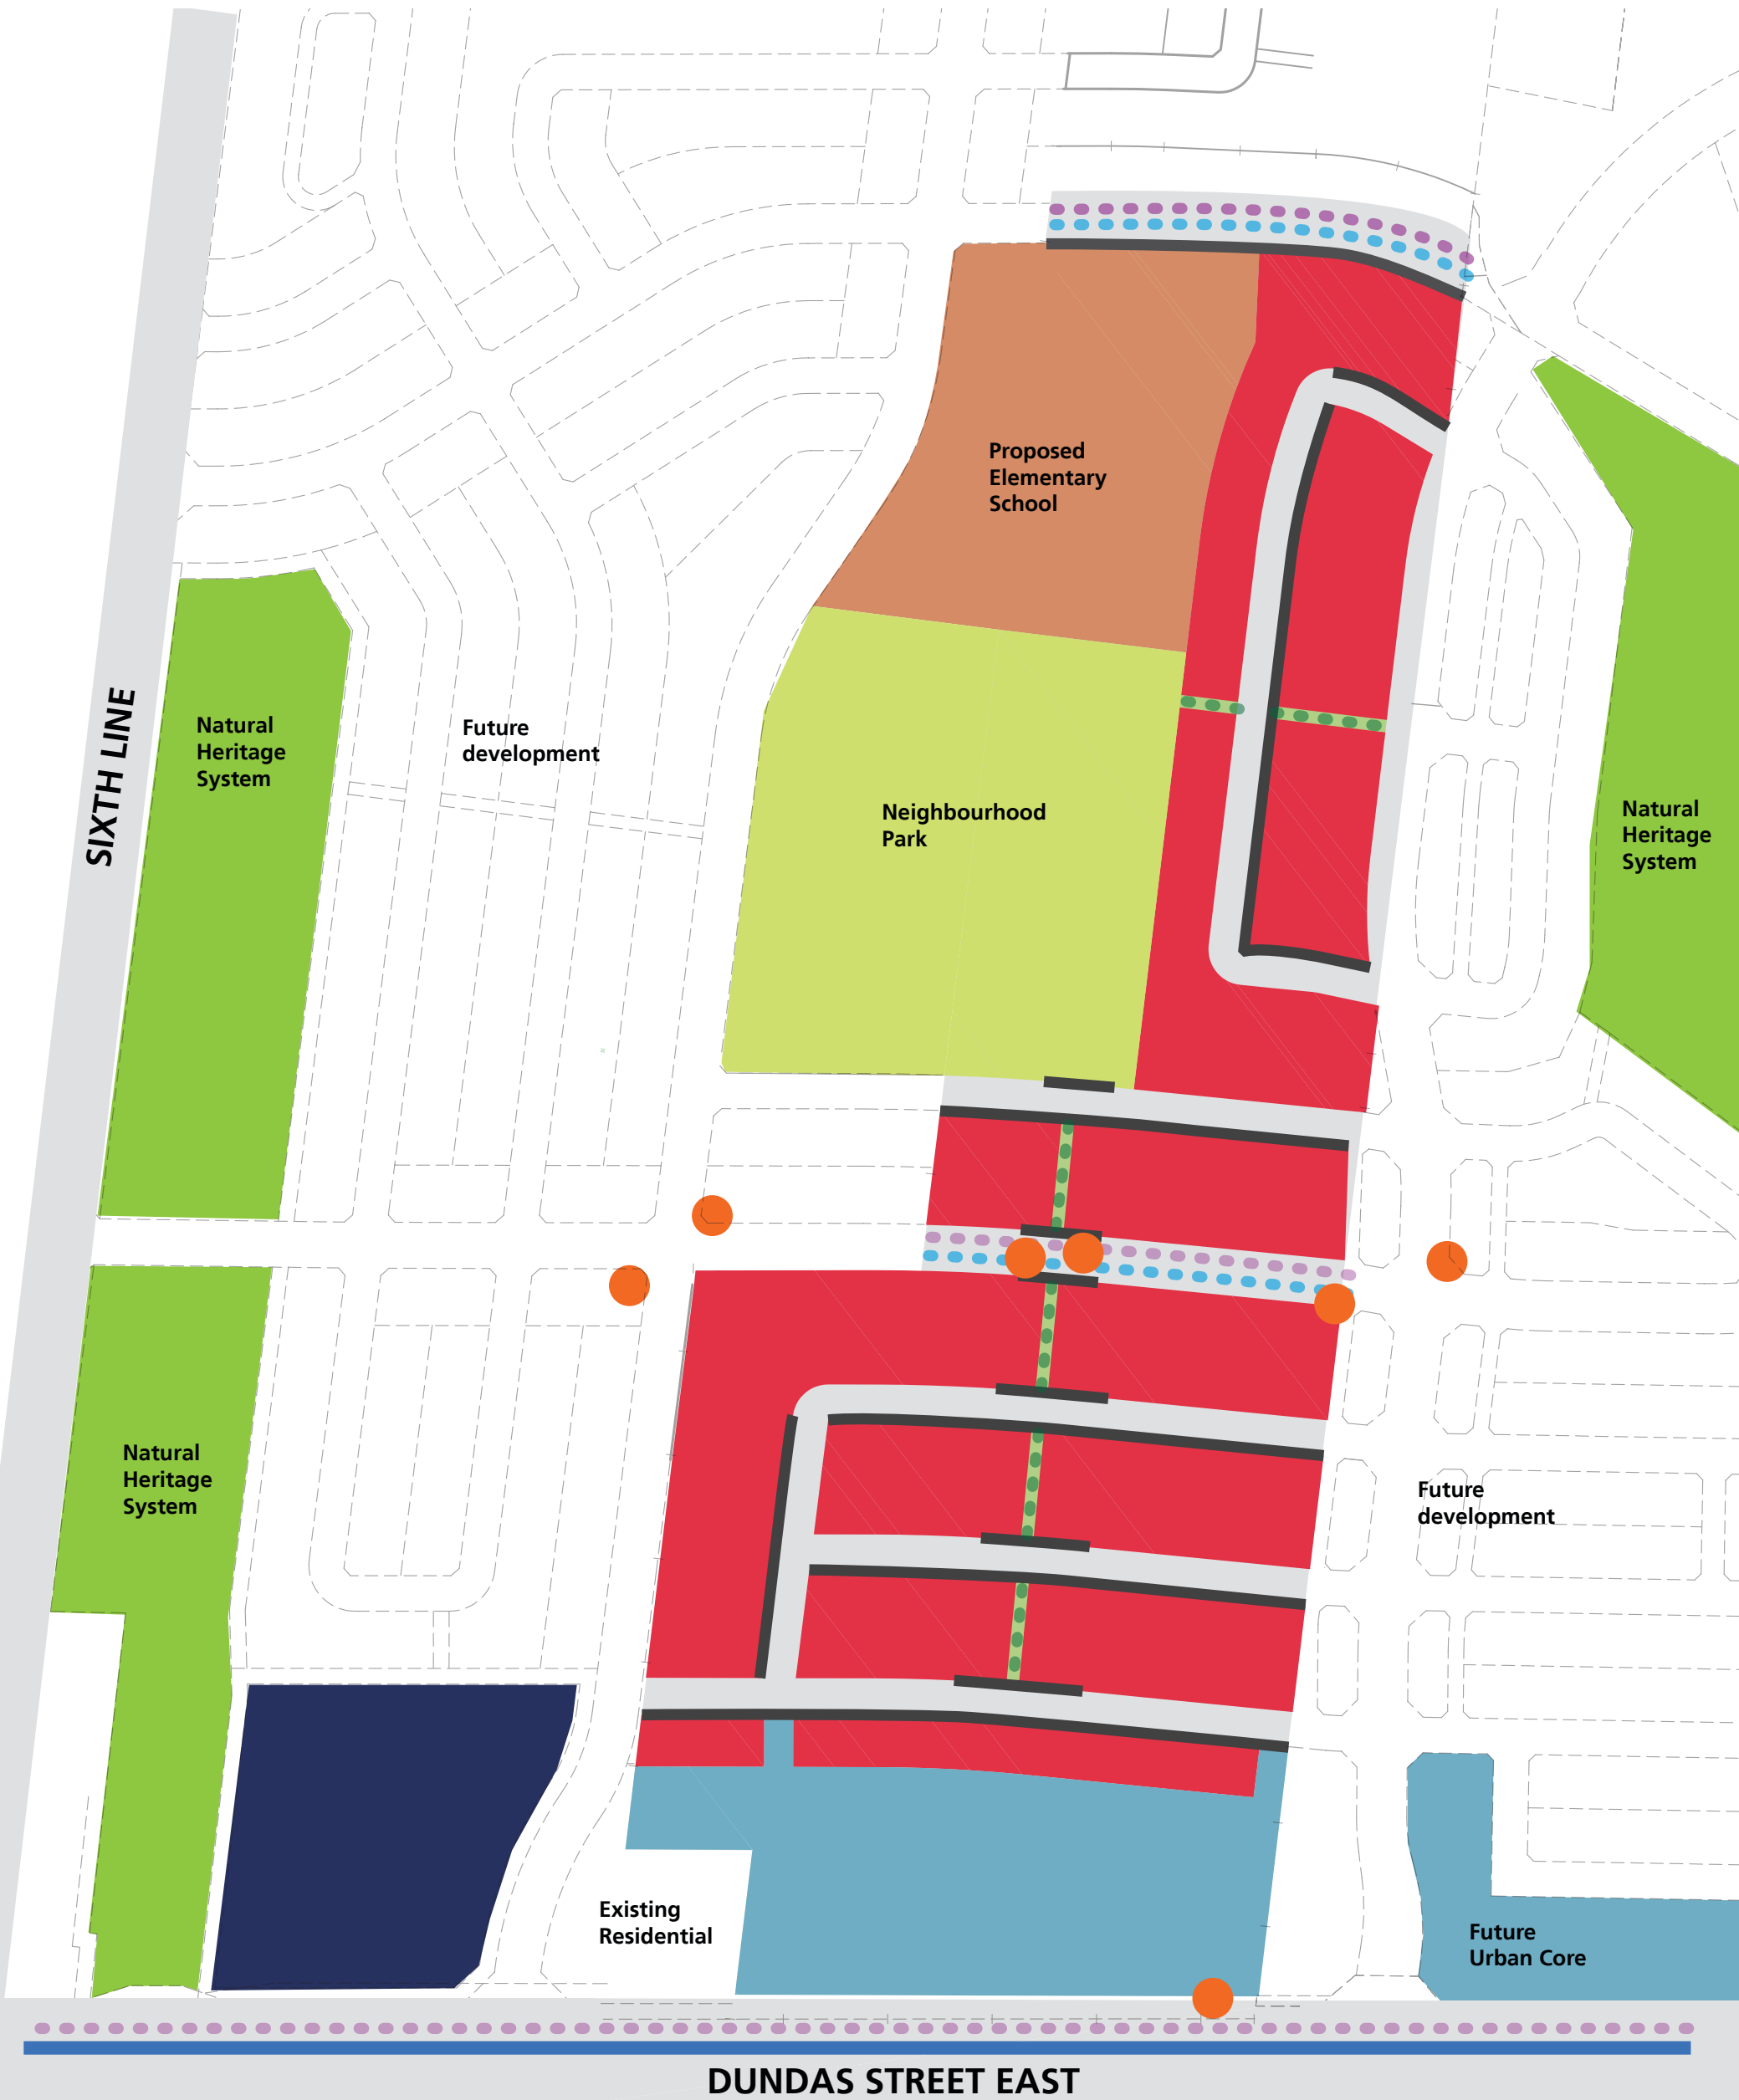 Proposed
Elementary
School
SIXTH LINE
Natural
Heritage
System
Future
development
Neighbourhood
Park
Natural
Heritage
System
Natural
Heritage
System
Future
development
Existing
Residential
Future
Urban Core
DUNDAS STREET EAST